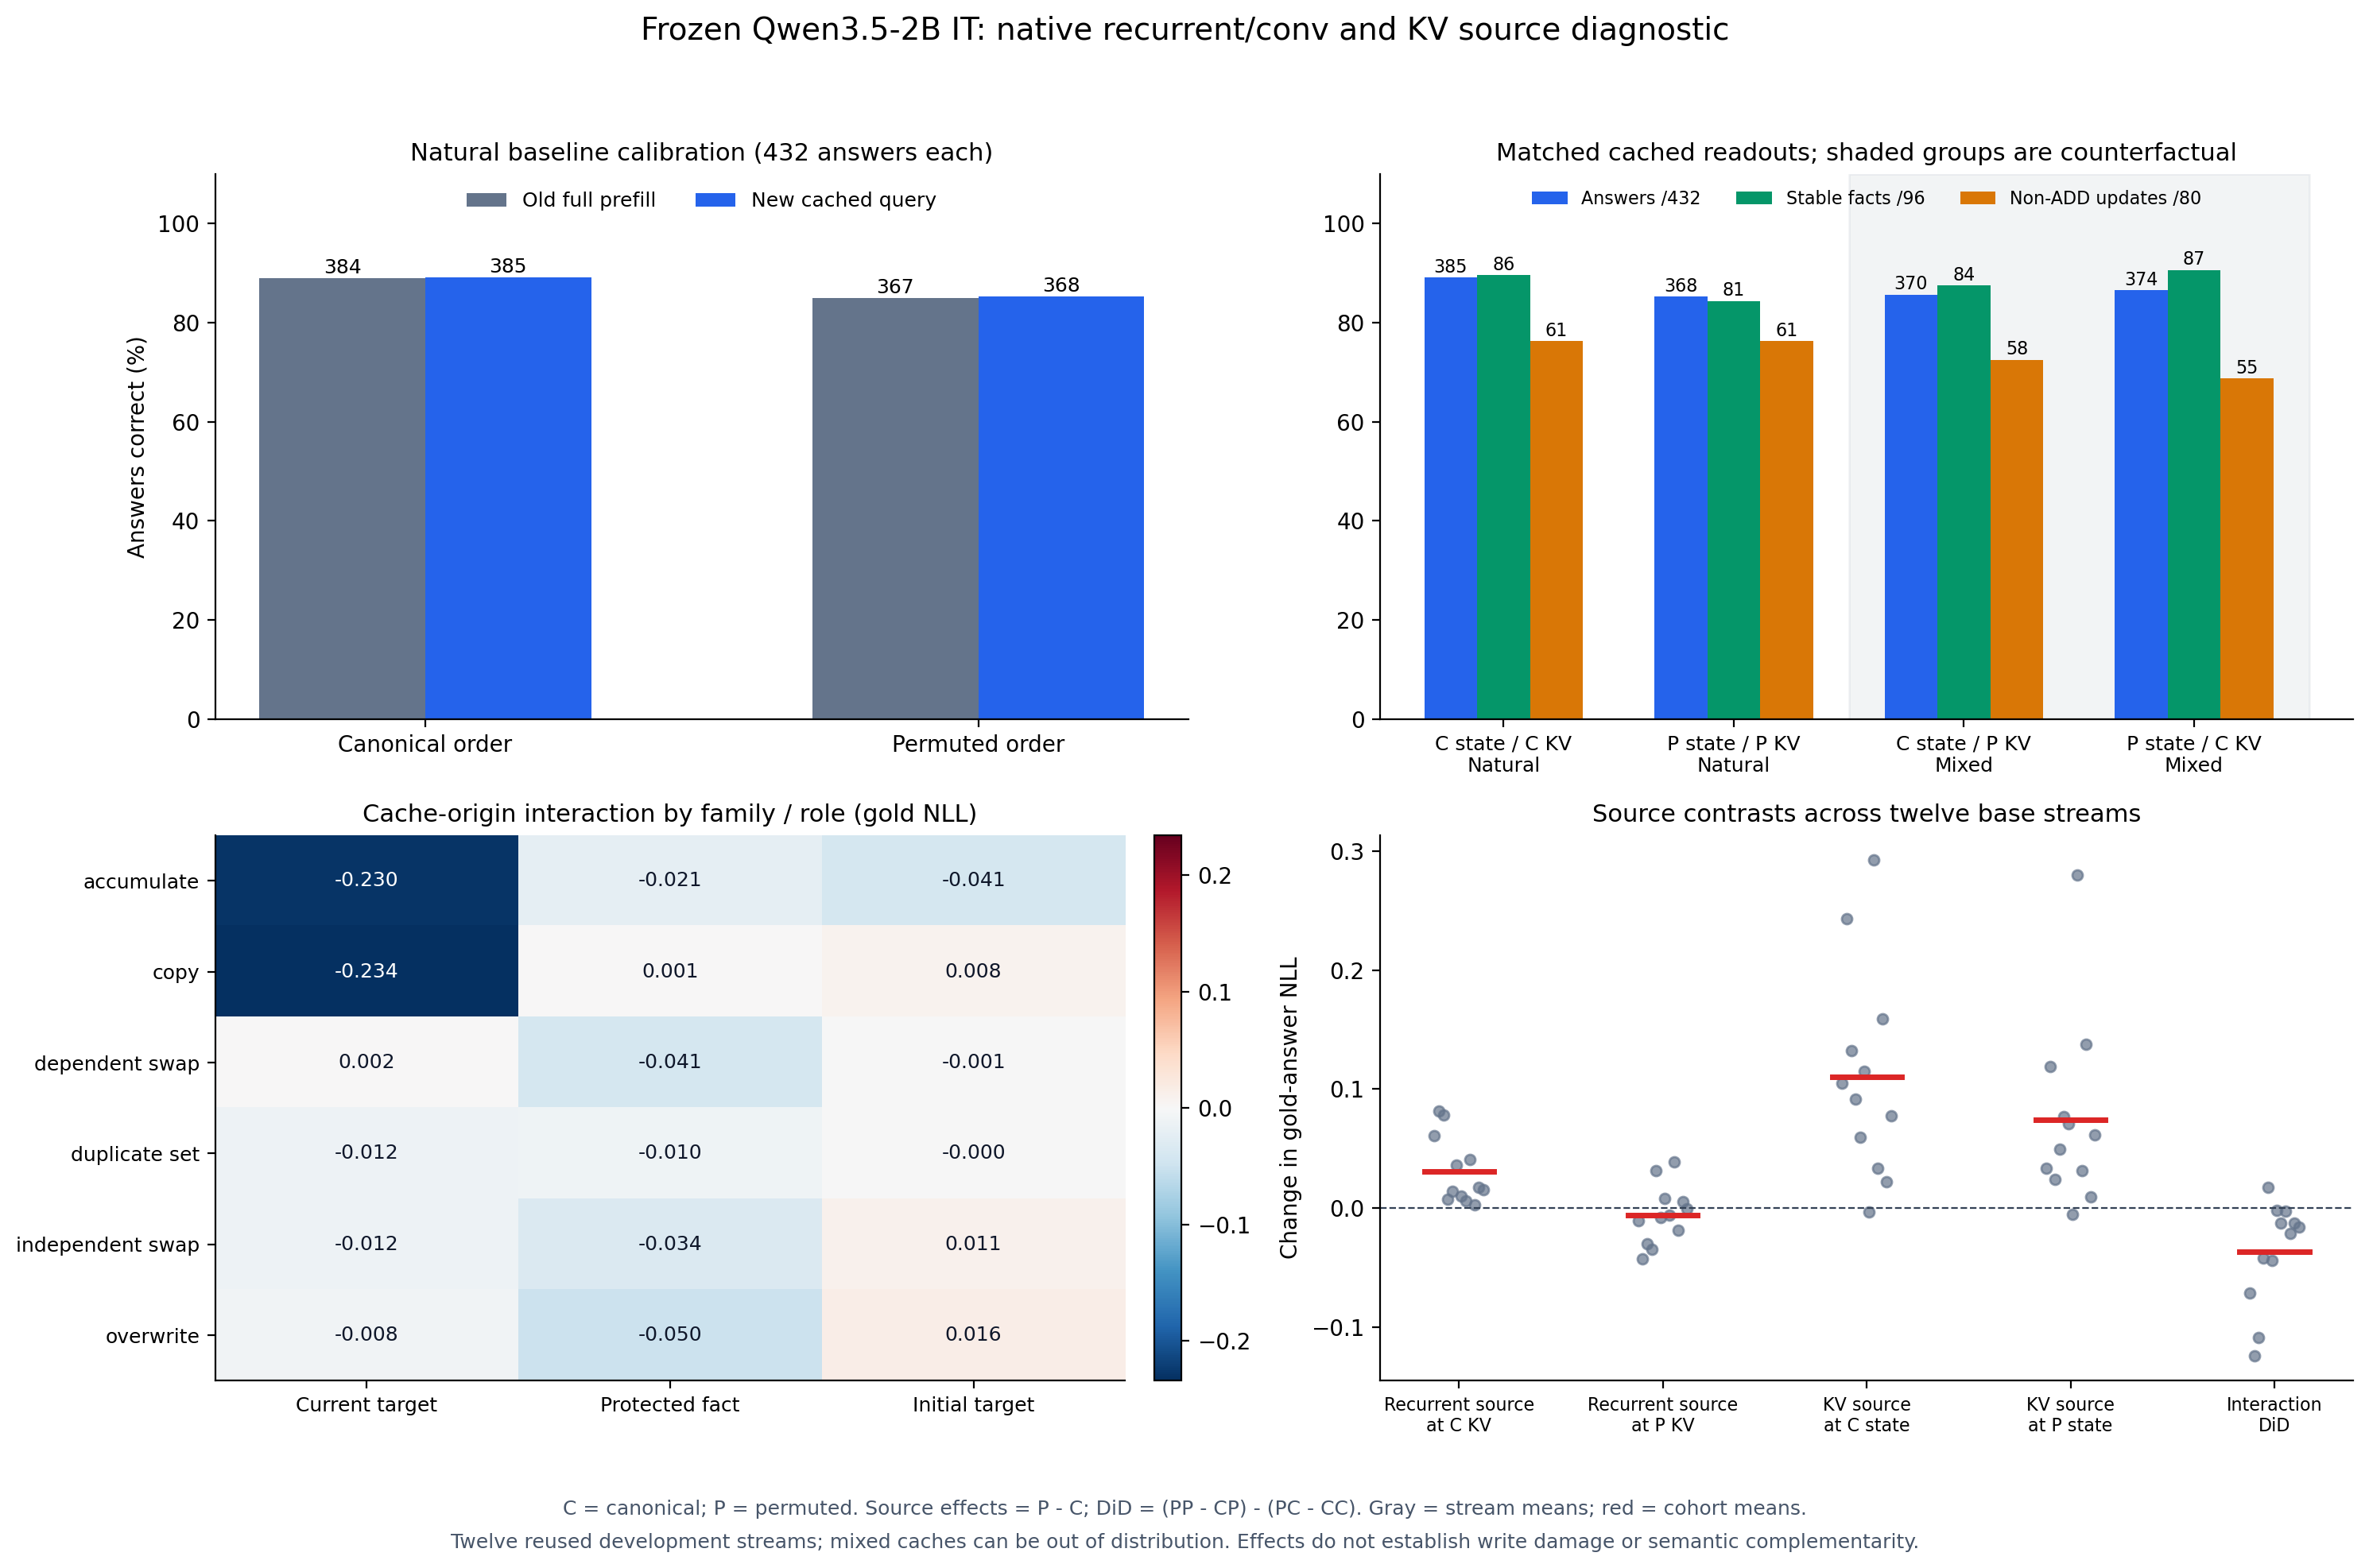 Frozen Qwen3.5-2B IT: native recurrent/conv and KV source diagnostic
Natural baseline calibration (432 answers each)
Old full prefill
New cached query
Answers correct (%)
100
80
60
40
20
0
384
385
367
368
Canonical order
Permuted order
Matched cached readouts; shaded groups are counterfactual
Answers /432
Stable facts /96
Non-ADD updates /80
100
80
60
40
20
0
385
86
61
368
81
61
370
84
58
374
87
55
C state / C KV
Natural
P state / P KV
Natural
C state / P KV
Mixed
P state / C KV
Mixed
Cache-origin interaction by family / role (gold NLL)
accumulate
-0.230
-0.021
-0.041
copy
-0.234
0.001
0.008
dependent swap
0.002
-0.041
-0.001
duplicate set
-0.012
-0.010
-0.000
independent swap
-0.012
-0.034
0.011
overwrite
-0.008
-0.050
0.016
Current target
Protected fact
Initial target
0.2
0.1
0.0
−0.1
−0.2
Source contrasts across twelve base streams
Change in gold-answer NLL
0.3
0.2
0.1
0.0
−0.1
Recurrent source
at C KV
Recurrent source
at P KV
KV source
at C state
KV source
at P state
Interaction
DiD
C = canonical; P = permuted. Source effects = P - C; DiD = (PP - CP) - (PC - CC). Gray = stream means; red = cohort means.
Twelve reused development streams; mixed caches can be out of distribution. Effects do not establish write damage or semantic complementarity.